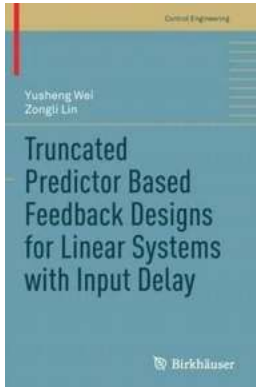 Control Engineering
Yusheng Wei
Zongli Lin
Truncated
Predictor Based
Feedback Designs
for Linear Systems
with Input Delay
Birkhäuser